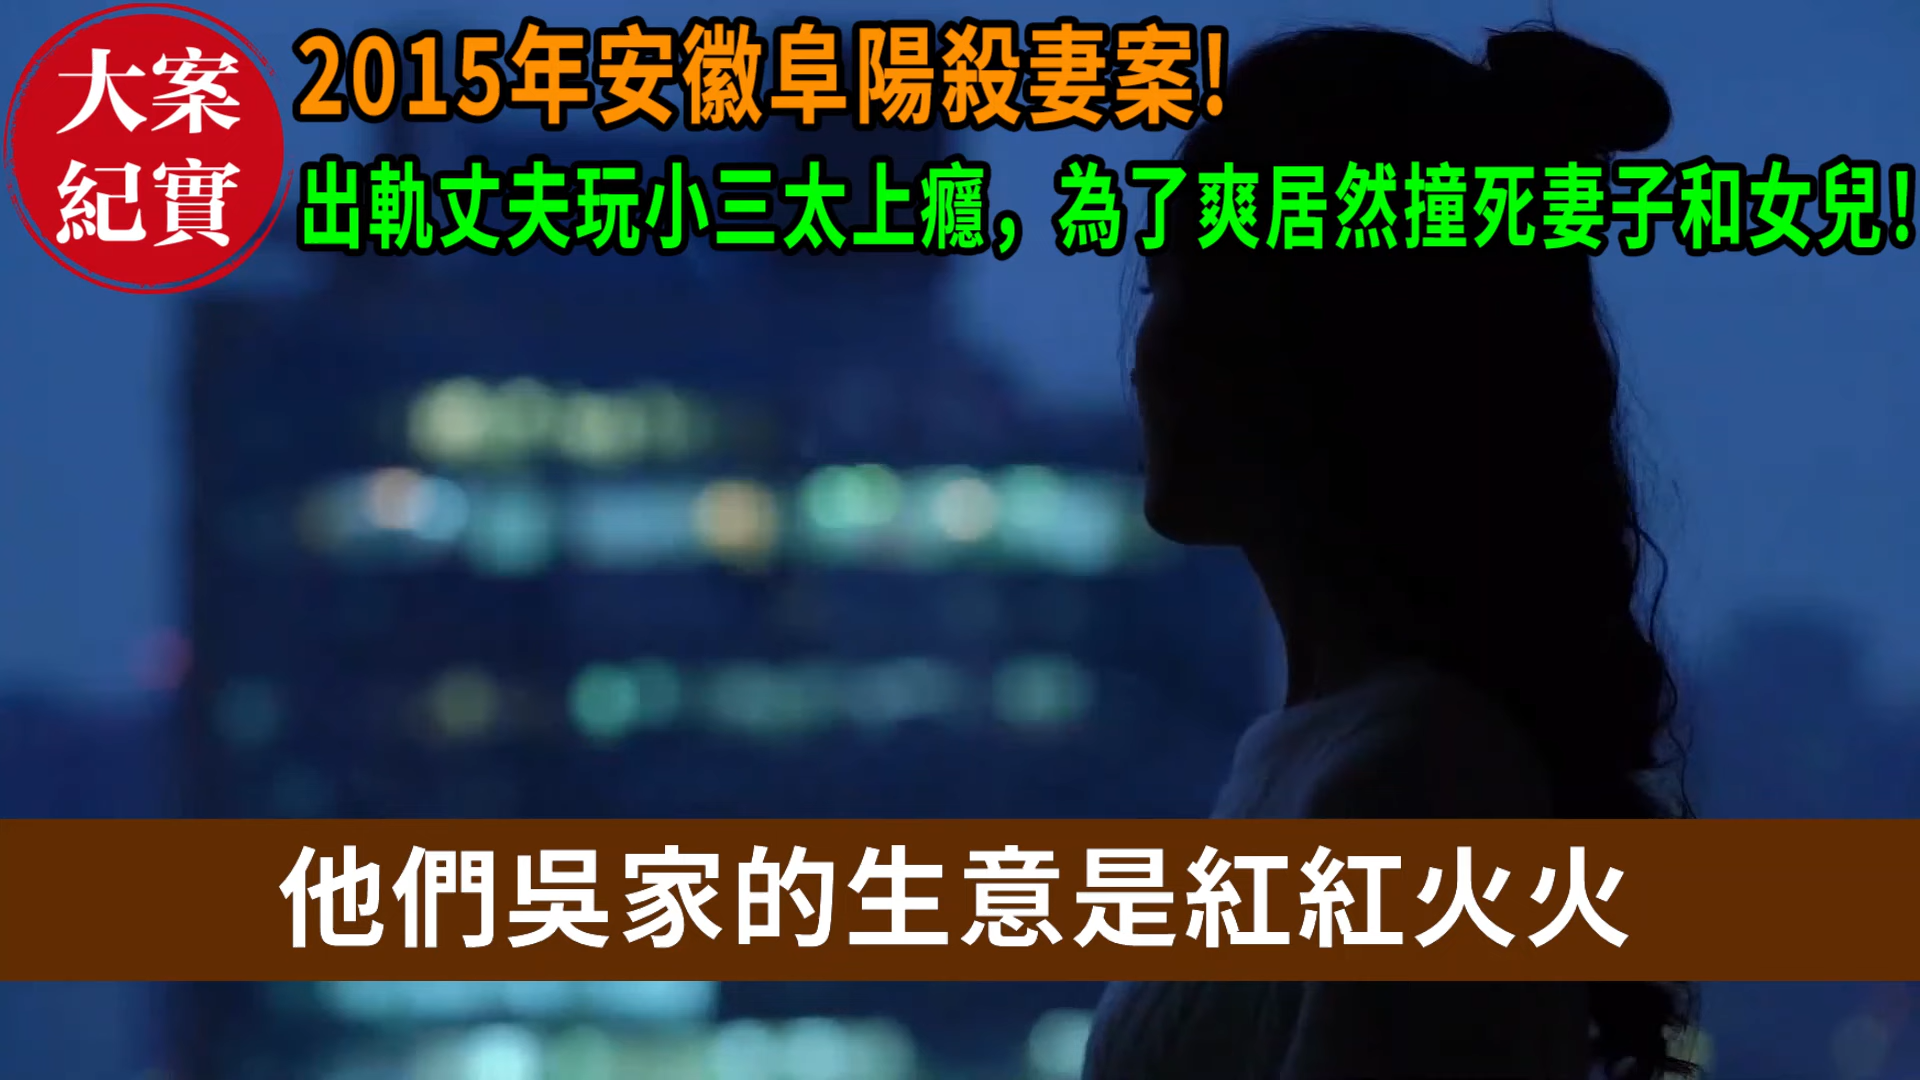 大案
紀實
2015年安徽阜陽殺妻案!
出軌丈夫玩小三太上癮，為了爽居然撞死妻子和女兒!
他們吳家的生意是紅紅火火